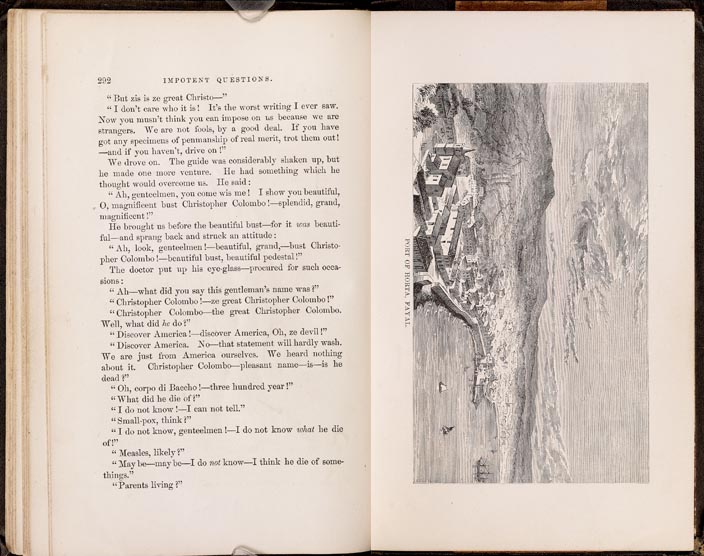 292 IMPOTENT QUESTIONS.
“ But zis is ze great Christo—”
“ I don't care who it is! It's the worst writing I ever saw.
Now you musn't think you can impose on us because we are
strangers. We are not fools, by a good deal. If you have
got any specimens of penmanship of real merit, trot them out!
—and if you haven't, drive on!”
We drove on. The guide was considerably shaken up, but
he made one more venture. He had something which he
thought would overcome us. He said:
“ Ah, genteelmen, you come wis me! I show you beautiful,
O, magnificent bust Christopher Colombo!—splendid, grand,
magnificent!”
He brought us before the beautiful bust—for it was beauti-
ful—and sprang back and struck an attitude:
“ Ah, look, genteelmen!—beautiful, grand,—bust Christo-
pher Colombo!—beautiful bust, beautiful pedestal!”
The doctor put up his eye-glass—procured for such occa-
sions:
“ Ah—what did you say this gentleman's name was?”
“ Christopher Colombo!—ze great Christopher Colombo!”
“ Christopher Colombo—the great Christopher Colombo.
Well, what did he do?”
“ Discover America!—discover America, Oh, ze devil!”
“ Discover America. No—that statement will hardly wash.
We are just from America ourselves. We heard nothing
about it. Christopher Colombo—pleasant name—is—is he
dead?”
“ Oh, corpo di Baccho!—three hundred year!”
“ What did he die of?”
“ I do not know!—I can not tell.”
“ Small-pox, think?”
“ I do not know, genteelmen!—I do not know what he die
of!”
“ Measles, likely?”
“ May be—may be—I do not know—I think he die of some-
things.”
“ Parents living?”
PORT OF HORTA, FAYAL.